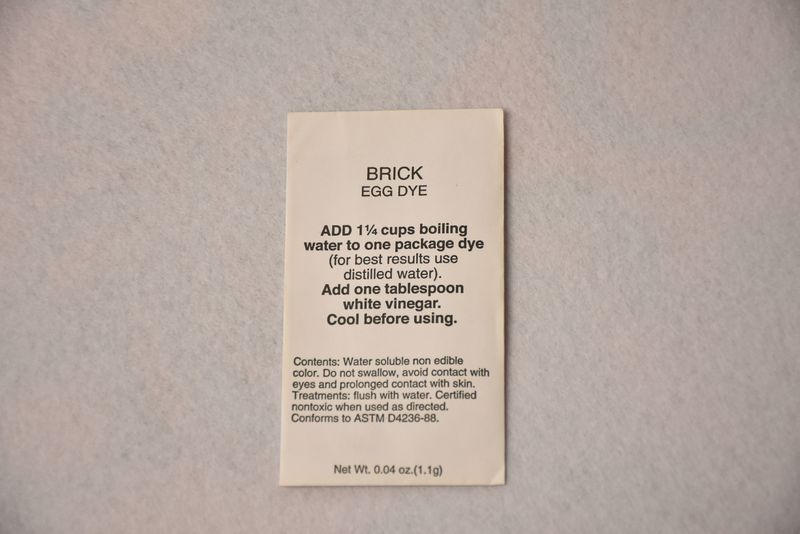 BRICK
EGG DYE
ADD 1¼ cups boiling
water to one package dye
(for best results use
distilled water).
Add one tablespoon
white vinegar.
Cool before using.
Contents: Water soluble non edible
color. Do not swallow, avoid contact with
eyes and prolonged contact with skin.
Treatments: flush with water. Certified
nontoxic when used as directed.
Conforms to ASTM D4236-88.
Net Wt. 0.04 oz.(1.1g)